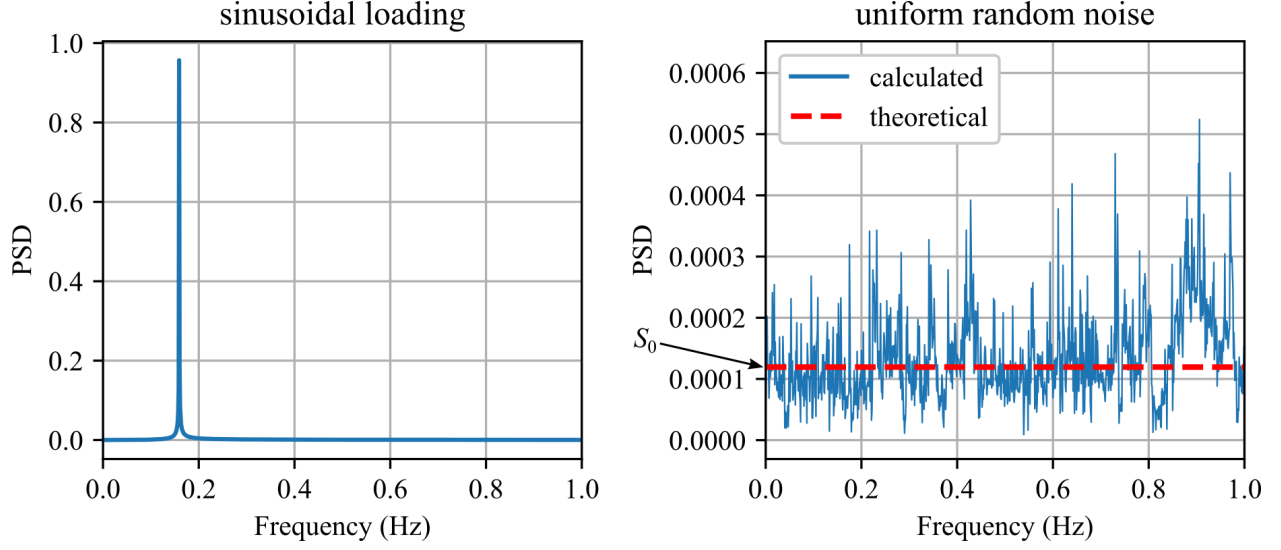 sinusoidal loading
PSD
1.0
0.8
0.6
0.4
0.2
0.0
0.0 0.2 0.4 0.6 0.8 1.0
Frequency (Hz)
uniform random noise
calculated
theoretical
PSD
0.0006
0.0005
0.0004
0.0003
0.0002
0.0001
0.0000
S₀
0.0 0.2 0.4 0.6 0.8 1.0
Frequency (Hz)